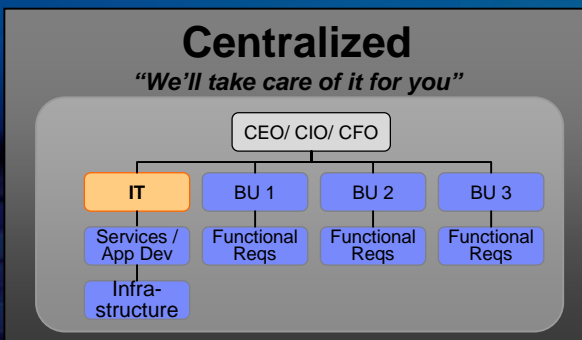 Centralized
“We’ll take care of it for you”
CEO/ CIO/ CFO
IT
BU 1
BU 2
BU 3
Services /
App Dev
Functional
Reqs
Functional
Reqs
Functional
Reqs
Infra-
structure